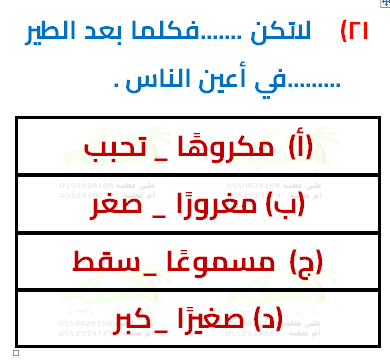 ٢١) لاتكن .......فكلما بعد الطير
.........في أعين الناس .
(أ) مكروهًا _ تحبب
(ب) مغرورًا _ صغر
(ج) مسموعًا _سقط
(د) صغيرًا _كبر